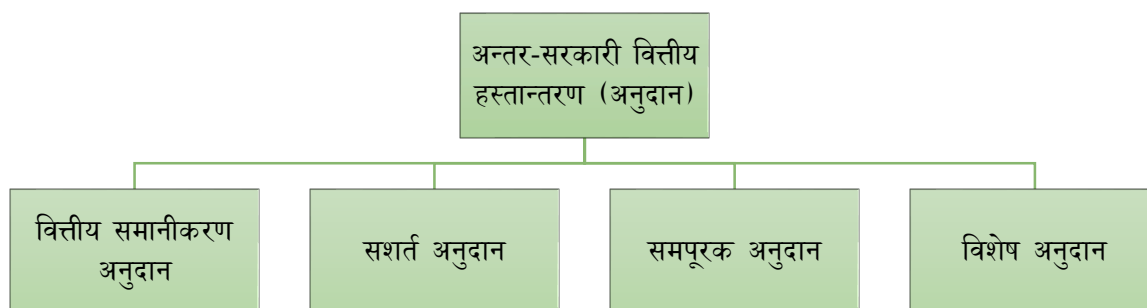 अन्तर-सरकारी वित्तीय
हस्तान्तरण (अनुदान)
वित्तीय समानीकरण
अनुदान
सशर्त अनुदान
समपूरक अनुदान
विशेष अनुदान